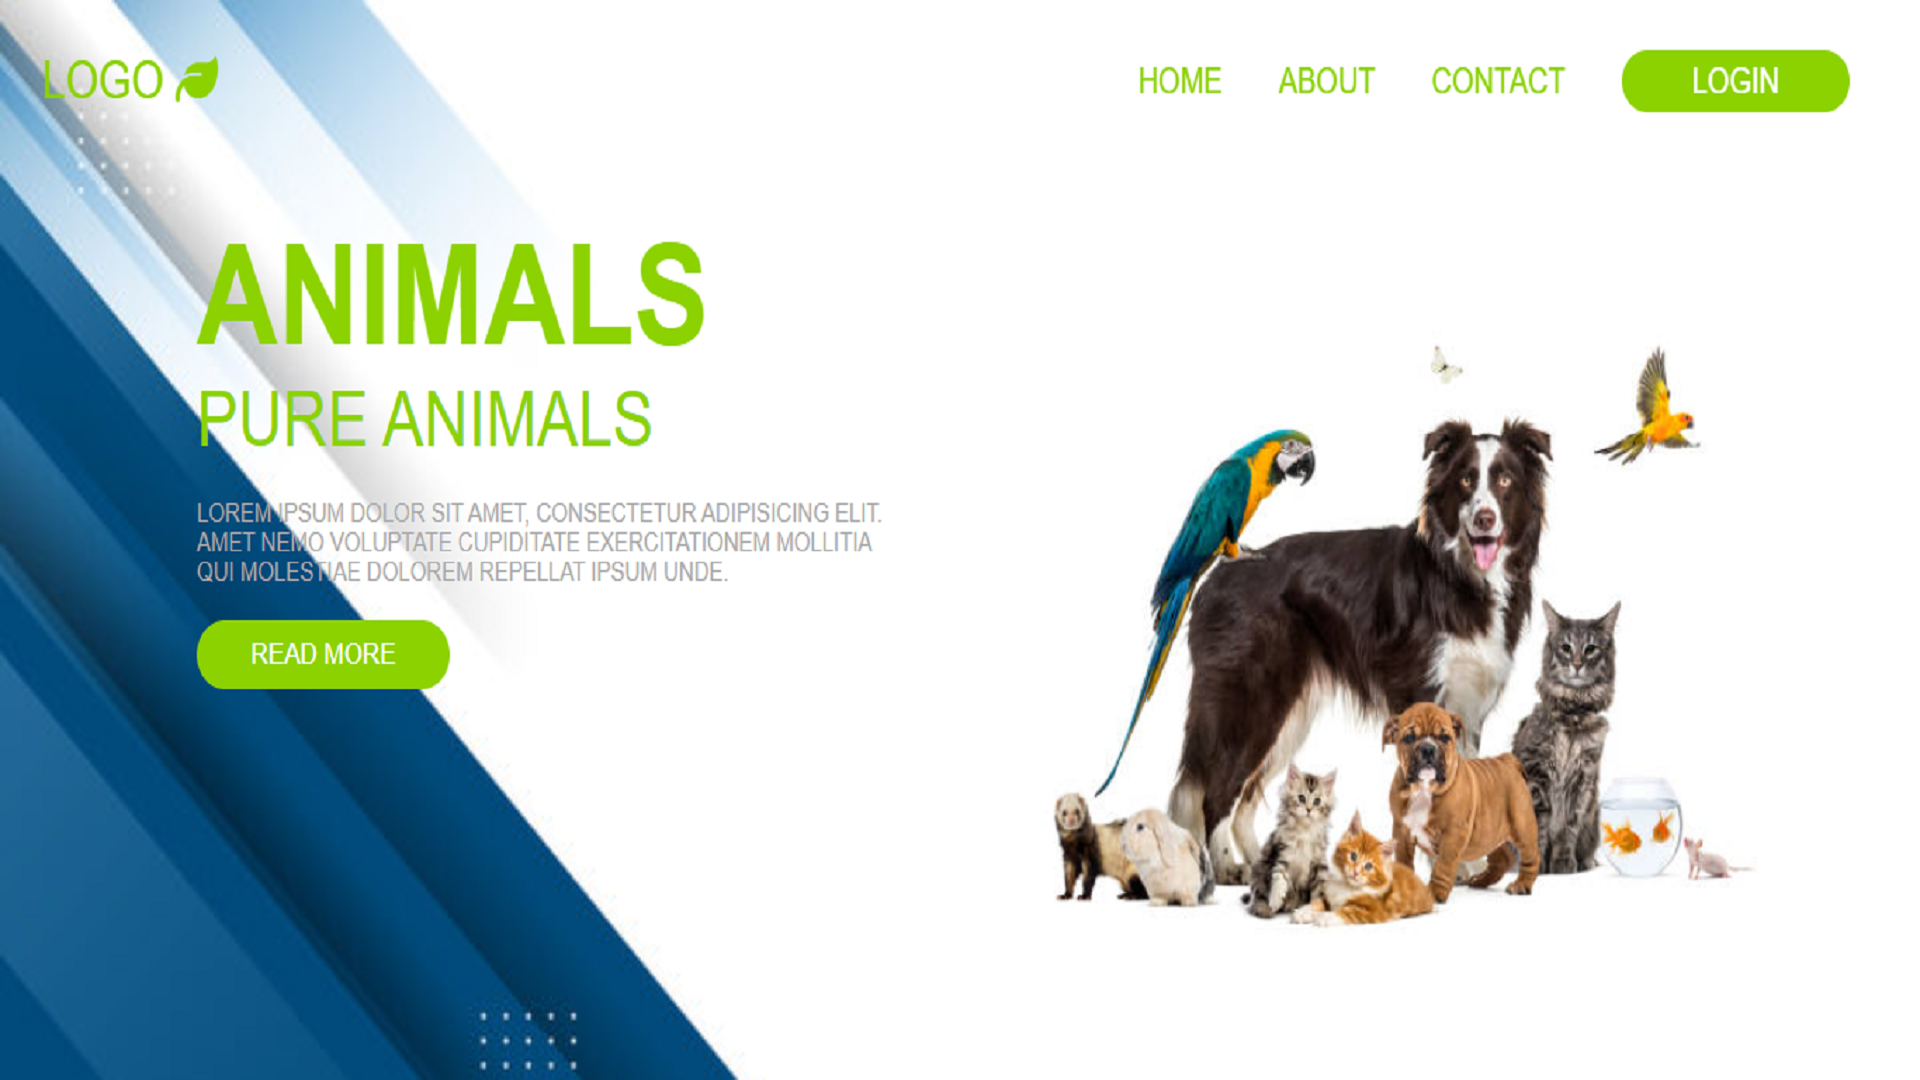 LOGO
HOME ABOUT CONTACT LOGIN
ANIMALS
PURE ANIMALS
LOREM IPSUM DOLOR SIT AMET, CONSECTETUR ADIPISICING ELIT.
AMET NEMO VOLUPTATE CUPIDITATE EXERCITATIONEM MOLLITIA
QUI MOLESTIAE DOLOREM REPELLAT IPSUM UNDE.
READ MORE